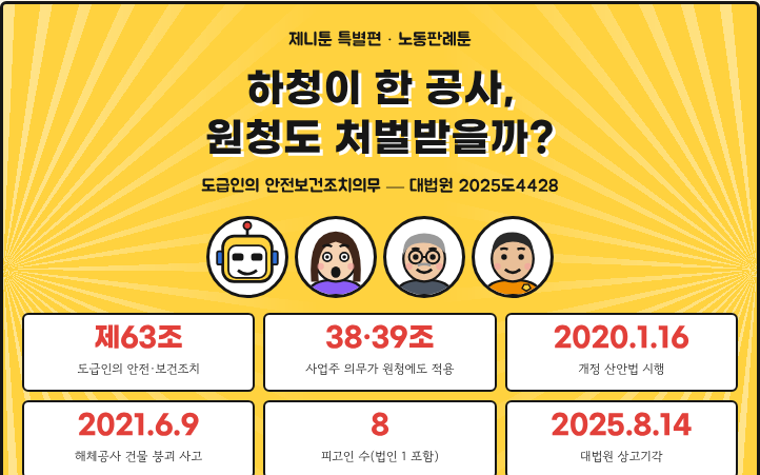 제니툰 특별편 · 노동판례툰
하청이 한 공사,
원청도 처벌받을까?
도급인의 안전보건조치의무 — 대법원 2025도4428
제63조
도급인의 안전·보건조치
38·39조
사업주 의무가 원청에도 적용
2020.1.16
개정 산안법 시행
2021.6.9
해체공사 건물 붕괴 사고
8
피고인 수(법인 1 포함)
2025.8.14
대법원 상고기각